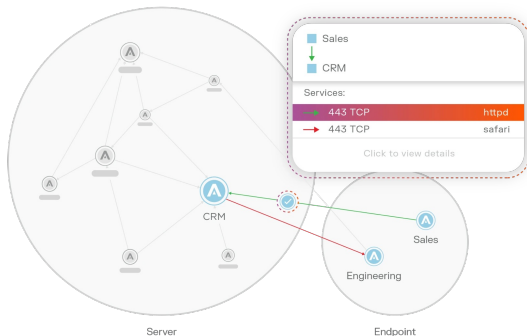 Sales
CRM
Services:
443 TCP httpd
443 TCP safari
Click to view details
CRM
Sales
Engineering
Server
Endpoint